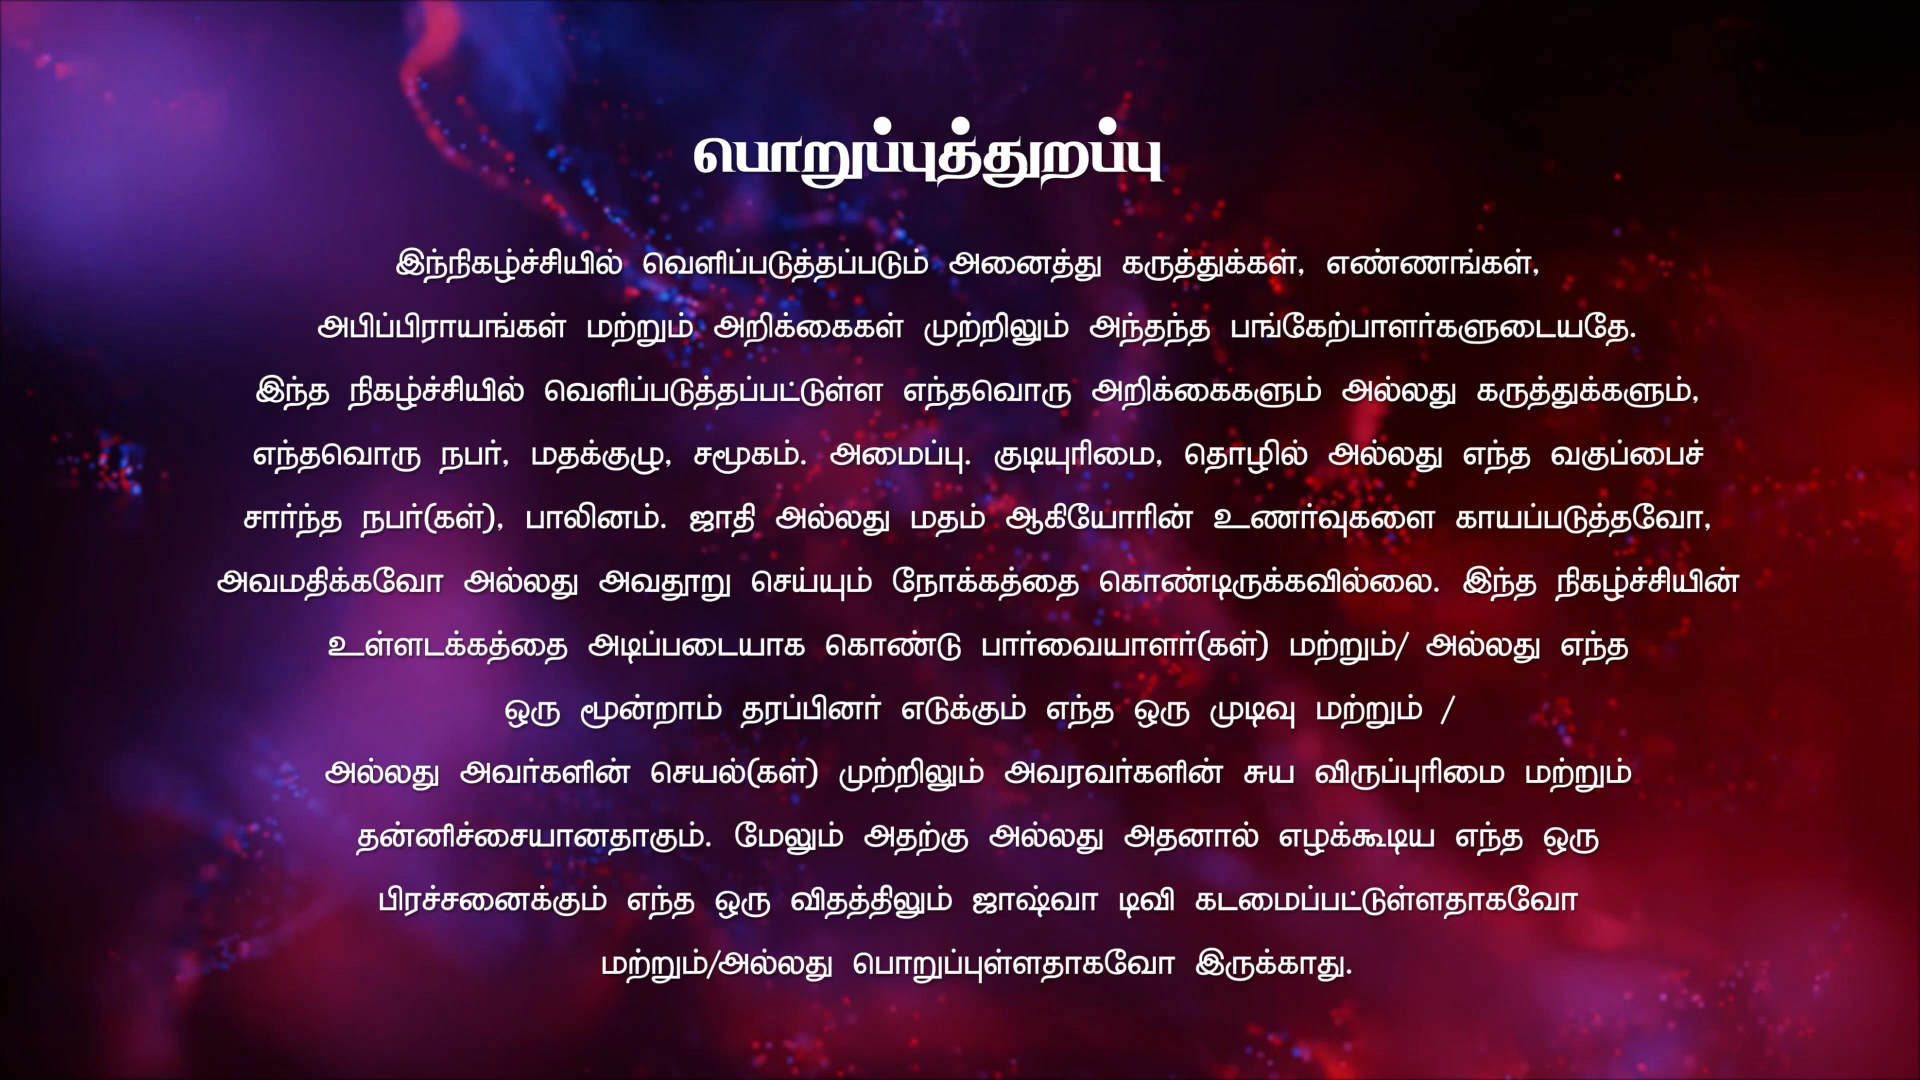 பொறுப்புத்துறப்பு
இந்நிகழ்ச்சியில் வெளிப்படுத்தப்படும் அனைத்து கருத்துக்கள், எண்ணங்கள்,
அபிப்பிராயங்கள் மற்றும் அறிக்கைகள் முற்றிலும் அந்தந்த பங்கேற்பாளர்களுடையதே.
இந்த நிகழ்ச்சியில் வெளிப்படுத்தப்பட்டுள்ள எந்தவொரு அறிக்கைகளும் அல்லது கருத்துக்களும்,
எந்தவொரு நபர், மதக்குழு, சமூகம். அமைப்பு. குடியுரிமை, தொழில் அல்லது எந்த வகுப்பைச்
சார்ந்த நபர்(கள்), பாலினம். ஜாதி அல்லது மதம் ஆகியோரின் உணர்வுகளை காயப்படுத்தவோ,
அவமதிக்கவோ அல்லது அவதூறு செய்யும் நோக்கத்தை கொண்டிருக்கவில்லை. இந்த நிகழ்ச்சியின்
உள்ளடக்கத்தை அடிப்படையாக கொண்டு பார்வையாளர்(கள்) மற்றும்/ அல்லது எந்த
ஒரு மூன்றாம் தரப்பினர் எடுக்கும் எந்த ஒரு முடிவு மற்றும் /
அல்லது அவர்களின் செயல்(கள்) முற்றிலும் அவரவர்களின் சுய விருப்புரிமை மற்றும்
தன்னிச்சையானதாகும். மேலும் அதற்கு அல்லது அதனால் எழக்கூடிய எந்த ஒரு
பிரச்சனைக்கும் எந்த ஒரு விதத்திலும் ஜாஷ்வா டிவி கடமைப்பட்டுள்ளதாகவோ
மற்றும்/அல்லது பொறுப்புள்ளதாகவோ இருக்காது.